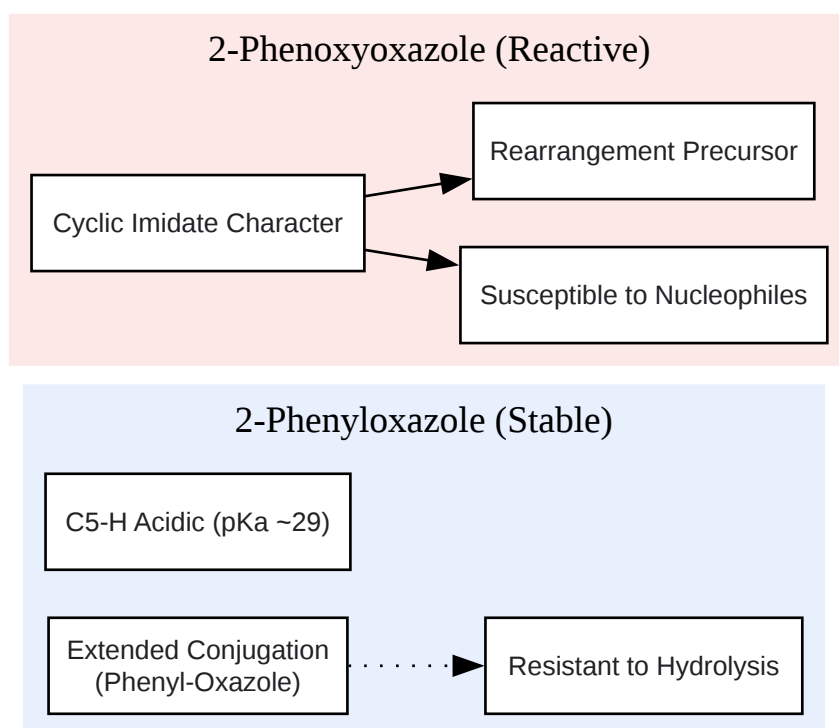 2-Phenoxyoxazole (Reactive)
Rearrangement Precursor
Cyclic Imidate Character
Susceptible to Nucleophiles
2-Phenyloxazole (Stable)
C5-H Acidic (pKa ~29)
Extended Conjugation
(Phenyl-Oxazole)
Resistant to Hydrolysis